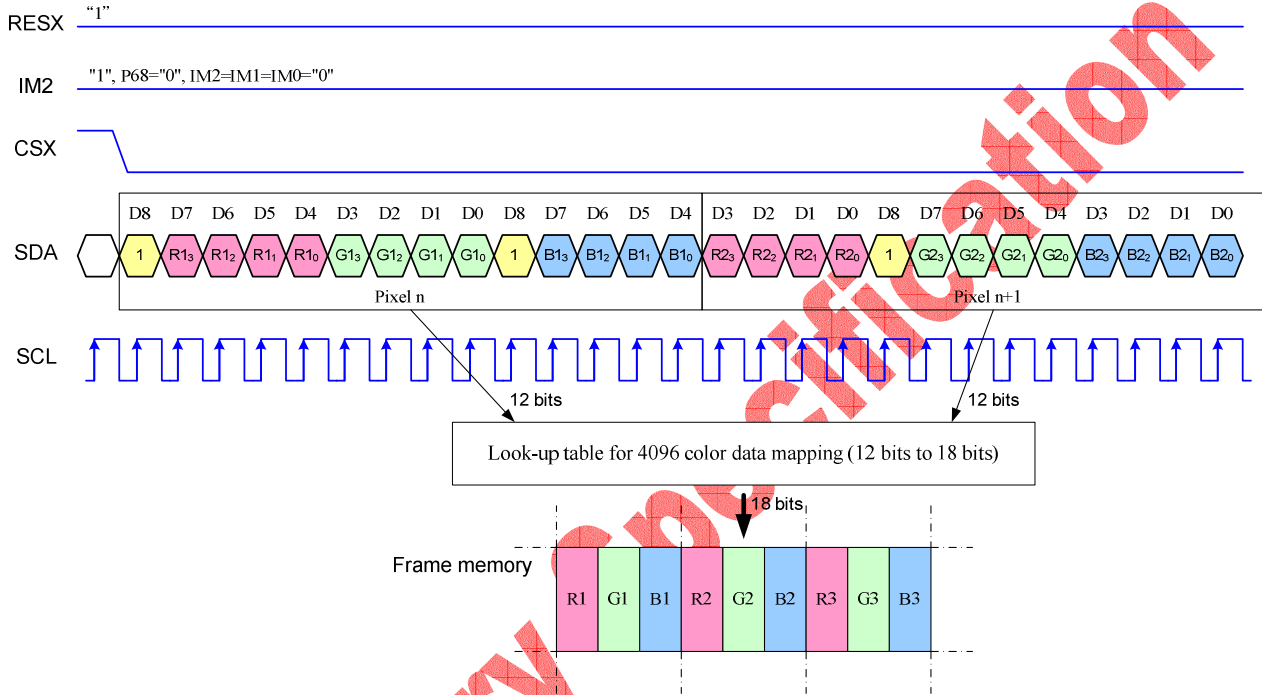 RESX "1"
IM2 "1", P68="0", IM2=IM1=IM0="0"
CSX
D8 D7 D6 D5 D4 D3 D2 D1 D0 D8 D7 D6 D5 D4 D3 D2 D1 D0 D8 D7 D6 D5 D4 D3 D2 D1 D0
SDA 1 R1₃ R1₂ R1₁ R1₀ G1₃ G1₂ G1₁ G1₀ 1 B1₃ B1₂ B1₁ B1₀ R2₃ R2₂ R2₁ R2₀ 1 G2₃ G2₂ G2₁ G2₀ B2₃ B2₂ B2₁ B2₀
Pixel n Pixel n+1
SCL
12 bits 12 bits
Look-up table for 4096 color data mapping (12 bits to 18 bits)
18 bits
Frame memory
R1 G1 B1 R2 G2 B2 R3 G3 B3
Specification